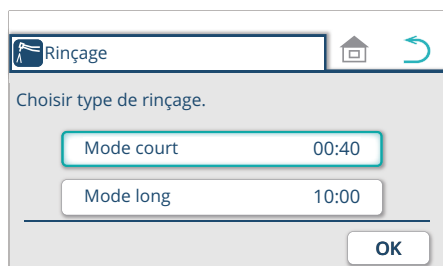 Rinçage
Choisir type de rinçage.
Mode court 00:40
Mode long 10:00
OK